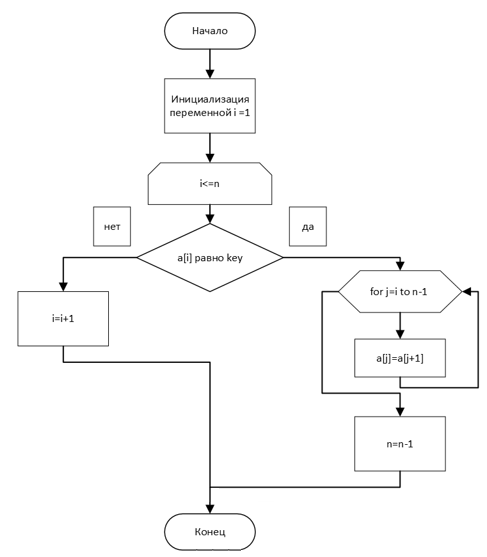 Начало
Инициализация
переменной i =1
i<=n
нет
да
a[i] равно key
for j=i to n-1
i=i+1
a[j]=a[j+1]
n=n-1
Конец